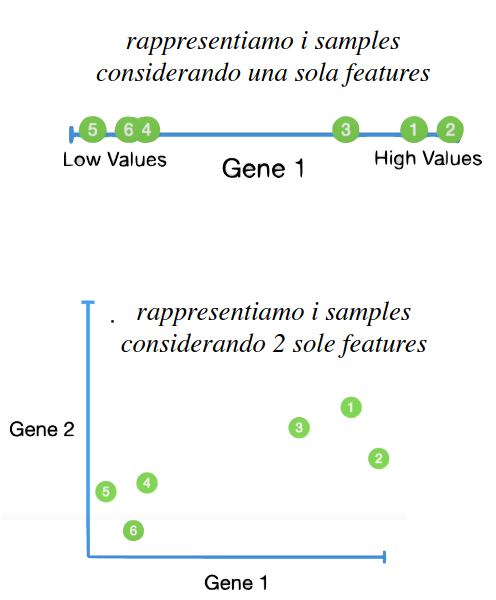 rappresentiamo i samples
considerando una sola features
5 6 4 3 1 2
Low Values
High Values
Gene 1
. rappresentiamo i samples
considerando 2 sole features
1
3
Gene 2
2
4
5
6
Gene 1